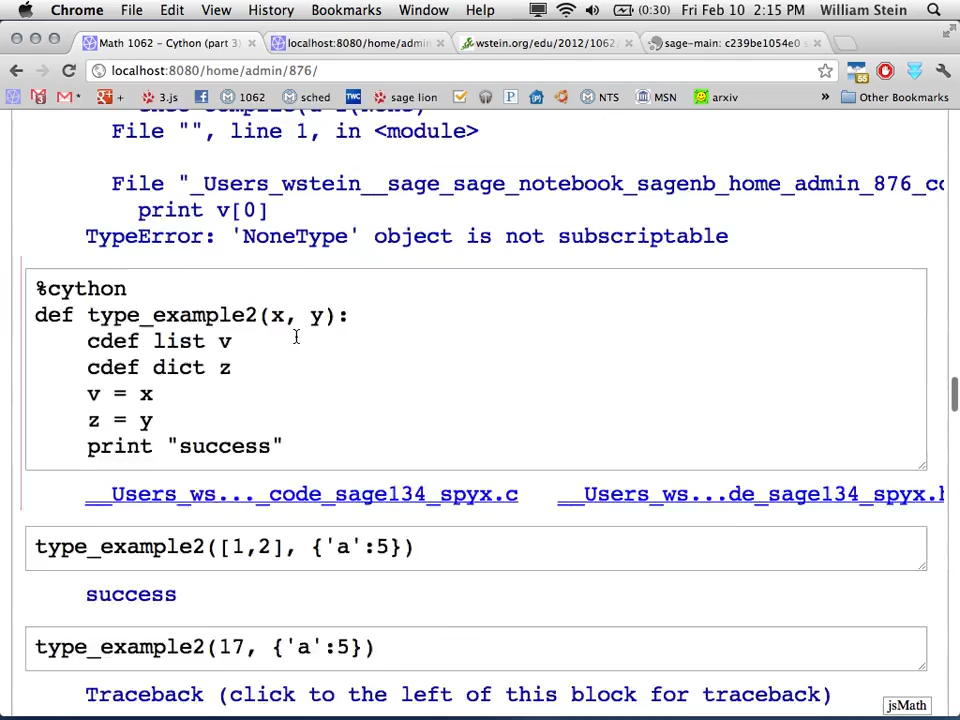 Chrome File Edit View History Bookmarks Window Help (0:30) Fri Feb 10 2:15 PM William Stein
Math 1062 - Cython (part 3) localhost:8080/home/admin wstein.org/edu/2012/1062 sage-main: c239be1054e0
localhost:8080/home/admin/876/
55
3.js 1062 sched TWC sage lion P NTS MSN arxiv » Other Bookmarks
File "", line 1, in <module>
File "_Users_wstein__sage_sage_notebook_sagenb_home_admin_876_co
print v[0]
TypeError: 'NoneType' object is not subscriptable
%cython
def type_example2(x, y):
cdef list v
cdef dict z
v = x
z = y
print "success"
__Users_ws..._code_sage134_spyx.c __Users_ws...de_sage134_spyx.h
type_example2([1,2], {'a':5})
success
type_example2(17, {'a':5})
Traceback (click to the left of this block for traceback)
jsMath